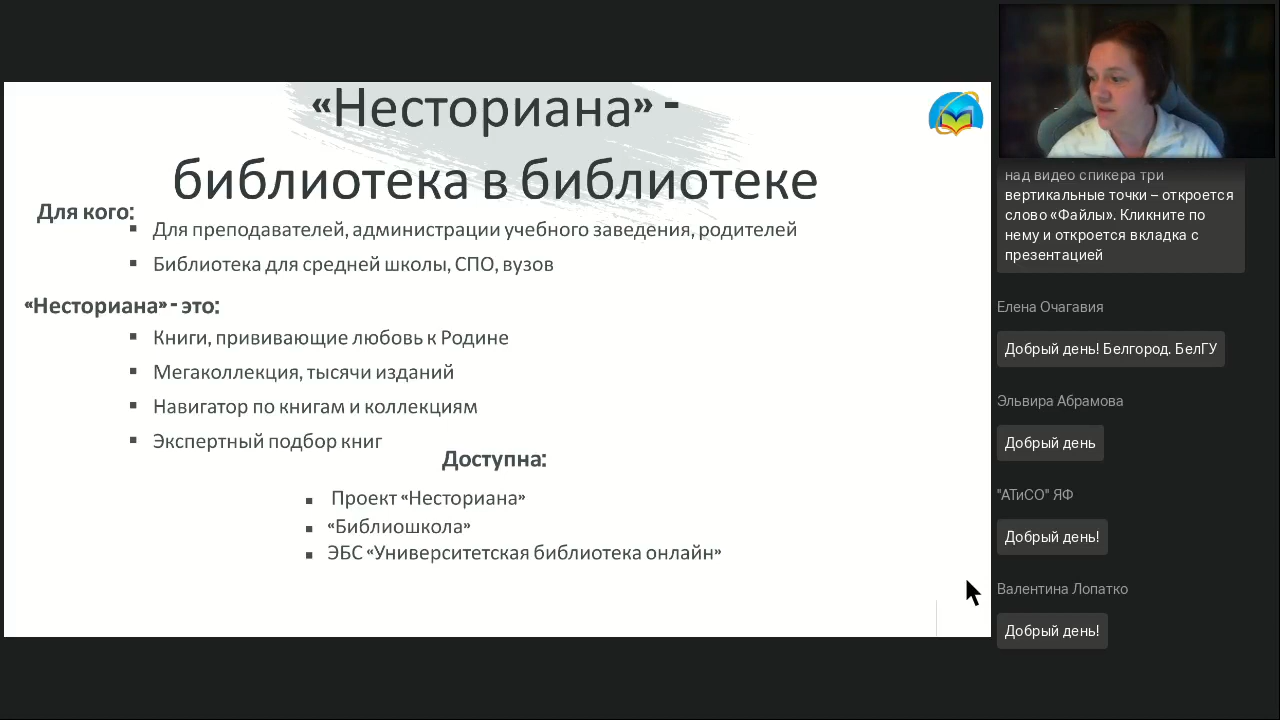 «Несториана» -
библиотека в библиотеке
Для кого:
▪ Для преподавателей, администрации учебного заведения, родителей
▪ Библиотека для средней школы, СПО, вузов
«Несториана» - это:
▪ Книги, прививающие любовь к Родине
▪ Мегаколлекция, тысячи изданий
▪ Навигатор по книгам и коллекциям
▪ Экспертный подбор книг
Доступна:
▪ Проект «Несториана»
▪ «Библиошкола»
▪ ЭБС «Университетская библиотека онлайн»
над видео спикера три
вертикальные точки – откроется
слово «Файлы». Кликните по
нему и откроется вкладка с
презентацией
Елена Очагавия
Добрый день! Белгород. БелГУ
Эльвира Абрамова
Добрый день
"АТиСО" ЯФ
Добрый день!
Валентина Лопатко
Добрый день!